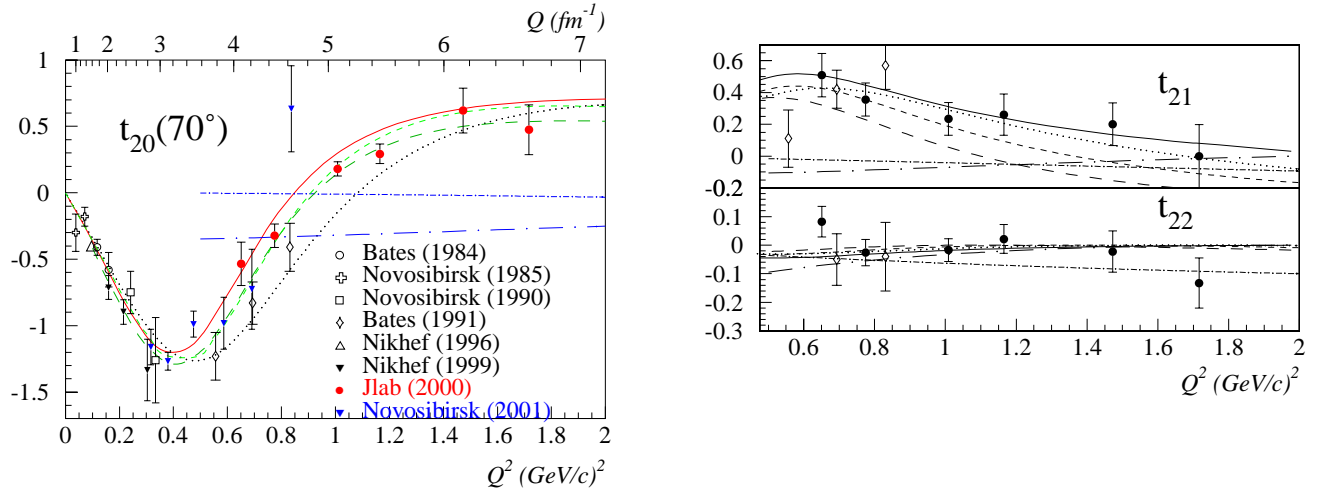 Q (fm⁻¹)
1 2 3 4 5 6 7
1
0.5
0
-0.5
-1
-1.5
t₂₀(70°)
Bates (1984)
Novosibirsk (1985)
Novosibirsk (1990)
Bates (1991)
Nikhef (1996)
Nikhef (1999)
Jlab (2000)
Novosibirsk (2001)
0 0.2 0.4 0.6 0.8 1 1.2 1.4 1.6 1.8 2
Q² (GeV/c)²
0.6
0.4
0.2
0
-0.2
t₂₁
0.1
0
-0.1
-0.2
-0.3
t₂₂
0.6 0.8 1 1.2 1.4 1.6 1.8 2
Q² (GeV/c)²